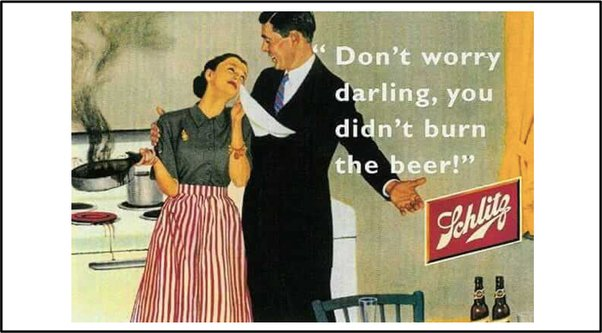 “ Don’t worry
darling, you
didn’t burn
the beer!”
Schlitz